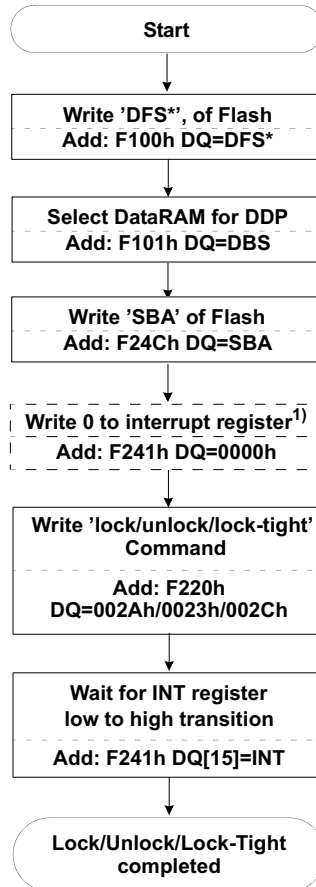 Start
Write 'DFS*', of Flash
Add: F100h DQ=DFS*
Select DataRAM for DDP
Add: F101h DQ=DBS
Write 'SBA' of Flash
Add: F24Ch DQ=SBA
Write 0 to interrupt register1)
Add: F241h DQ=0000h
Write 'lock/unlock/lock-tight'
Command
Add: F220h
DQ=002Ah/0023h/002Ch
Wait for INT register
low to high transition
Add: F241h DQ[15]=INT
Lock/Unlock/Lock-Tight
completed